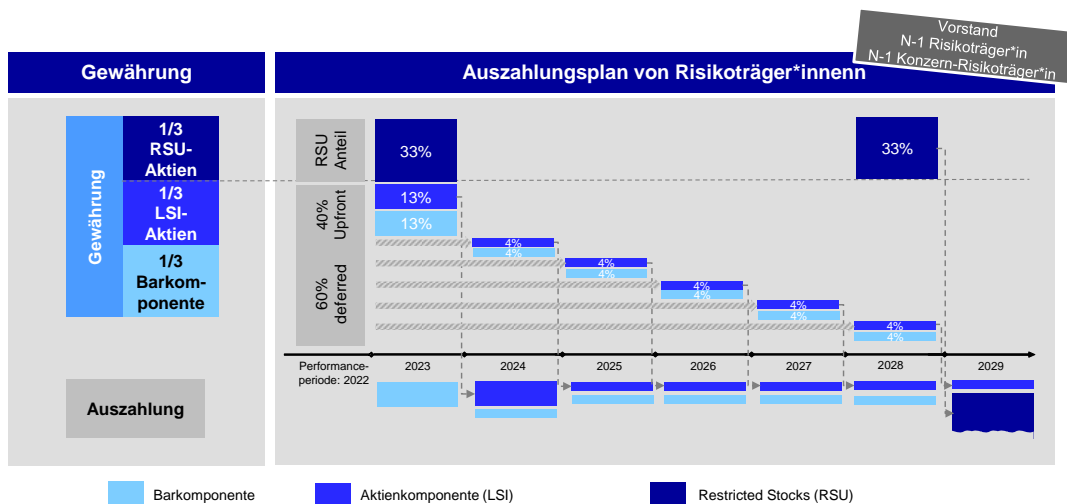 Vorstand
N-1 Risikoträger*in
N-1 Konzern-Risikoträger*in
Gewährung
Auszahlungsplan von Risikoträger*innenn
Gewährung
1/3
RSU-
Aktien
1/3
LSI-
Aktien
1/3
Barkom-
ponente
RSU
Anteil
40%
Upfront
60%
deferred
33%
33%
13%
13%
4%
4%
4%
4%
4%
4%
4%
4%
4%
4%
Performance-
periode: 2022
2023
2024
2025
2026
2027
2028
2029
Auszahlung
Barkomponente
Aktienkomponente (LSI)
Restricted Stocks (RSU)